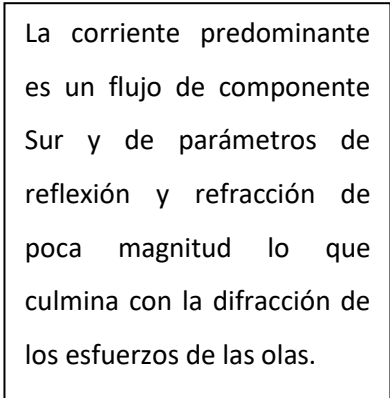 La corriente predominante
es un flujo de componente
Sur y de parámetros de
reflexión y refracción de
poca magnitud lo que
culmina con la difracción de
los esfuerzos de las olas.